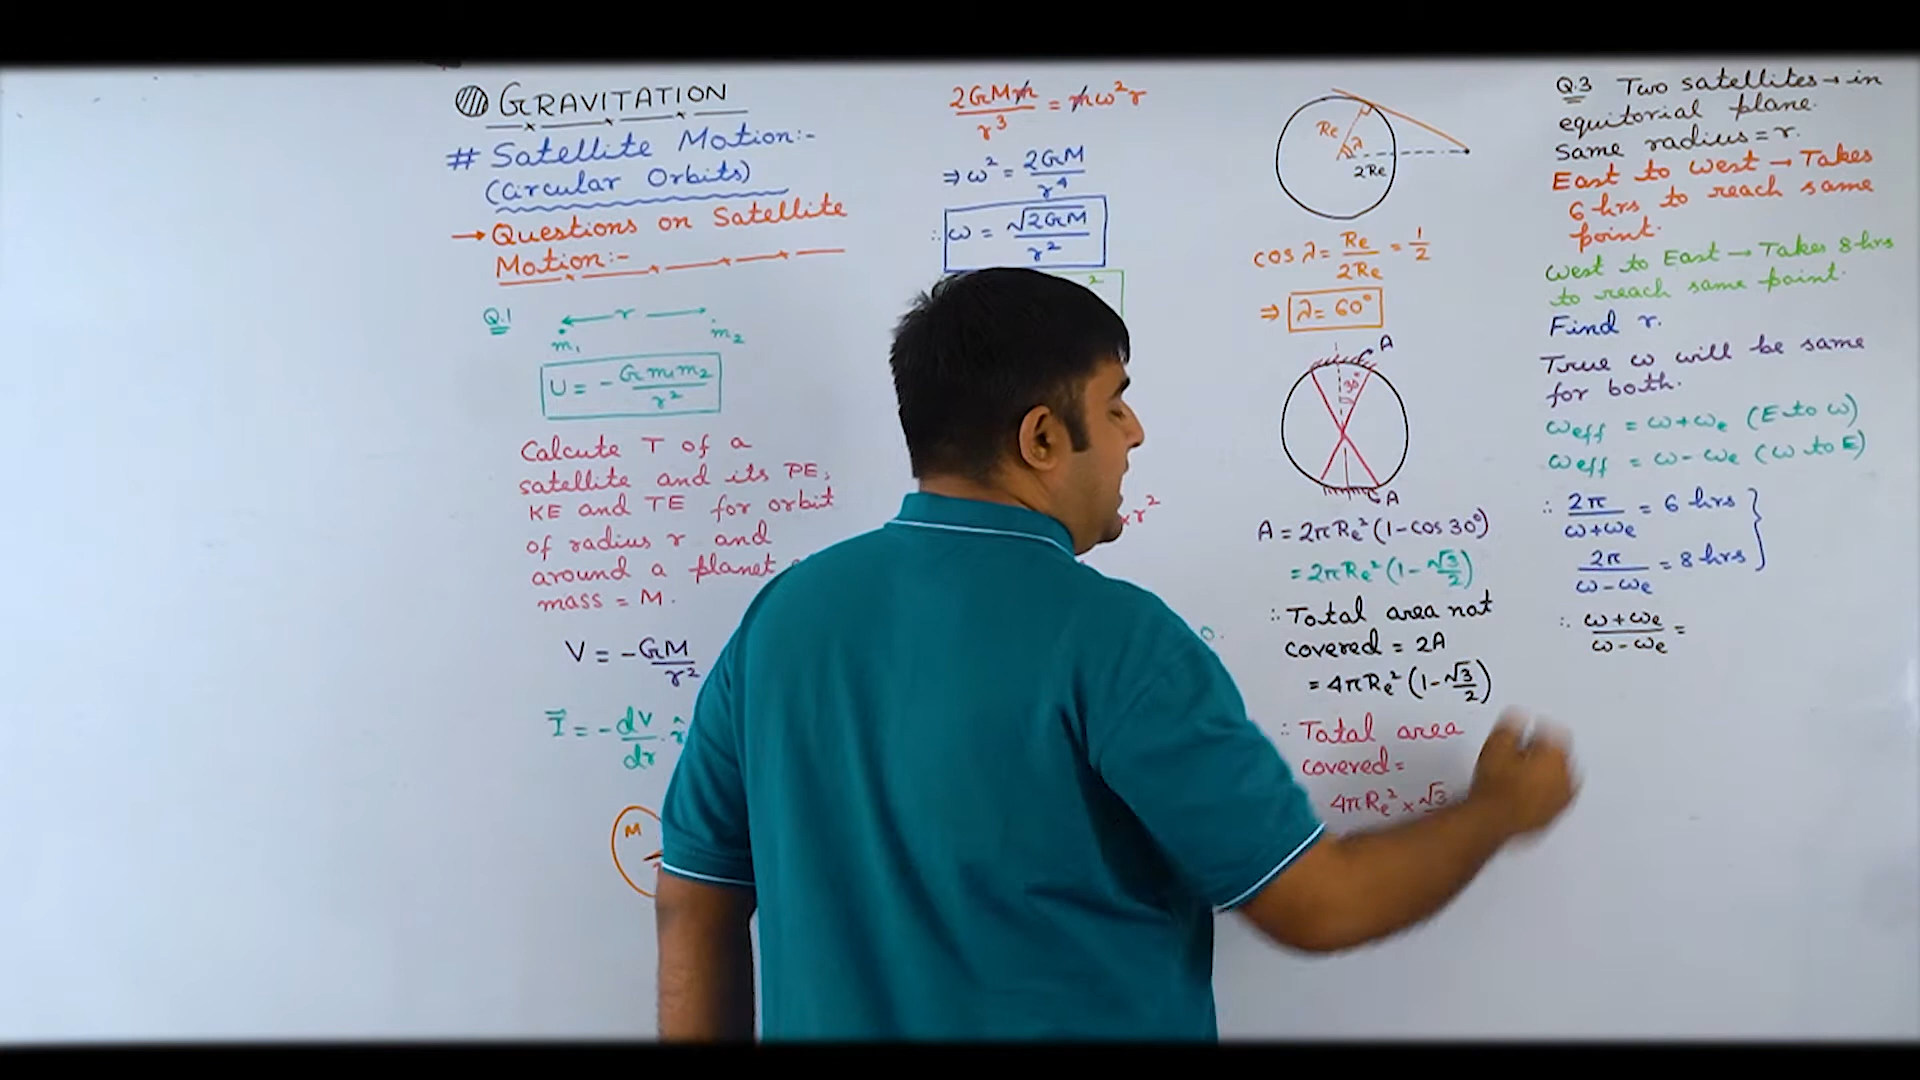 GRAVITATION
# Satellite Motion:-
(Circular Orbits)
→ Questions on Satellite
Motion:-
Q.1
r
m₁ m₂
U = - Gm₁m₂/r²
Calcute T of a
satellite and its PE,
KE and TE for orbit
of radius r and
around a planet
mass = M.
V = -GM/r²
I⃗ = - dV/dr . r̂
M
2GMm/r³ = mω²r
⇒ ω² = 2GM/r⁴
∴ ω = √2GM/r²
2
×r²
0.
Re
λ
2Re
cos λ = Re/2Re = 1/2
⇒ λ = 60°
A
30°
A
A = 2πRe²(1-cos 30°)
= 2πRe²(1-√3/2)
∴ Total area not
covered = 2A
= 4πRe²(1-√3/2)
∴ Total area
covered =
4πRe² × √3
Q.3 Two satellites → in
equitorial plane.
Same radius = r.
East to West → Takes
6 hrs to reach same
point.
West to East → Takes 8 hrs
to reach same point.
Find r.
True ω will be same
for both.
ωeff = ω+ωe (E to W)
ωeff = ω-ωe (W to E)
∴ 2π/ω+ωe = 6 hrs
2π/ω-ωe = 8 hrs
∴ ω+ωe/ω-ωe =